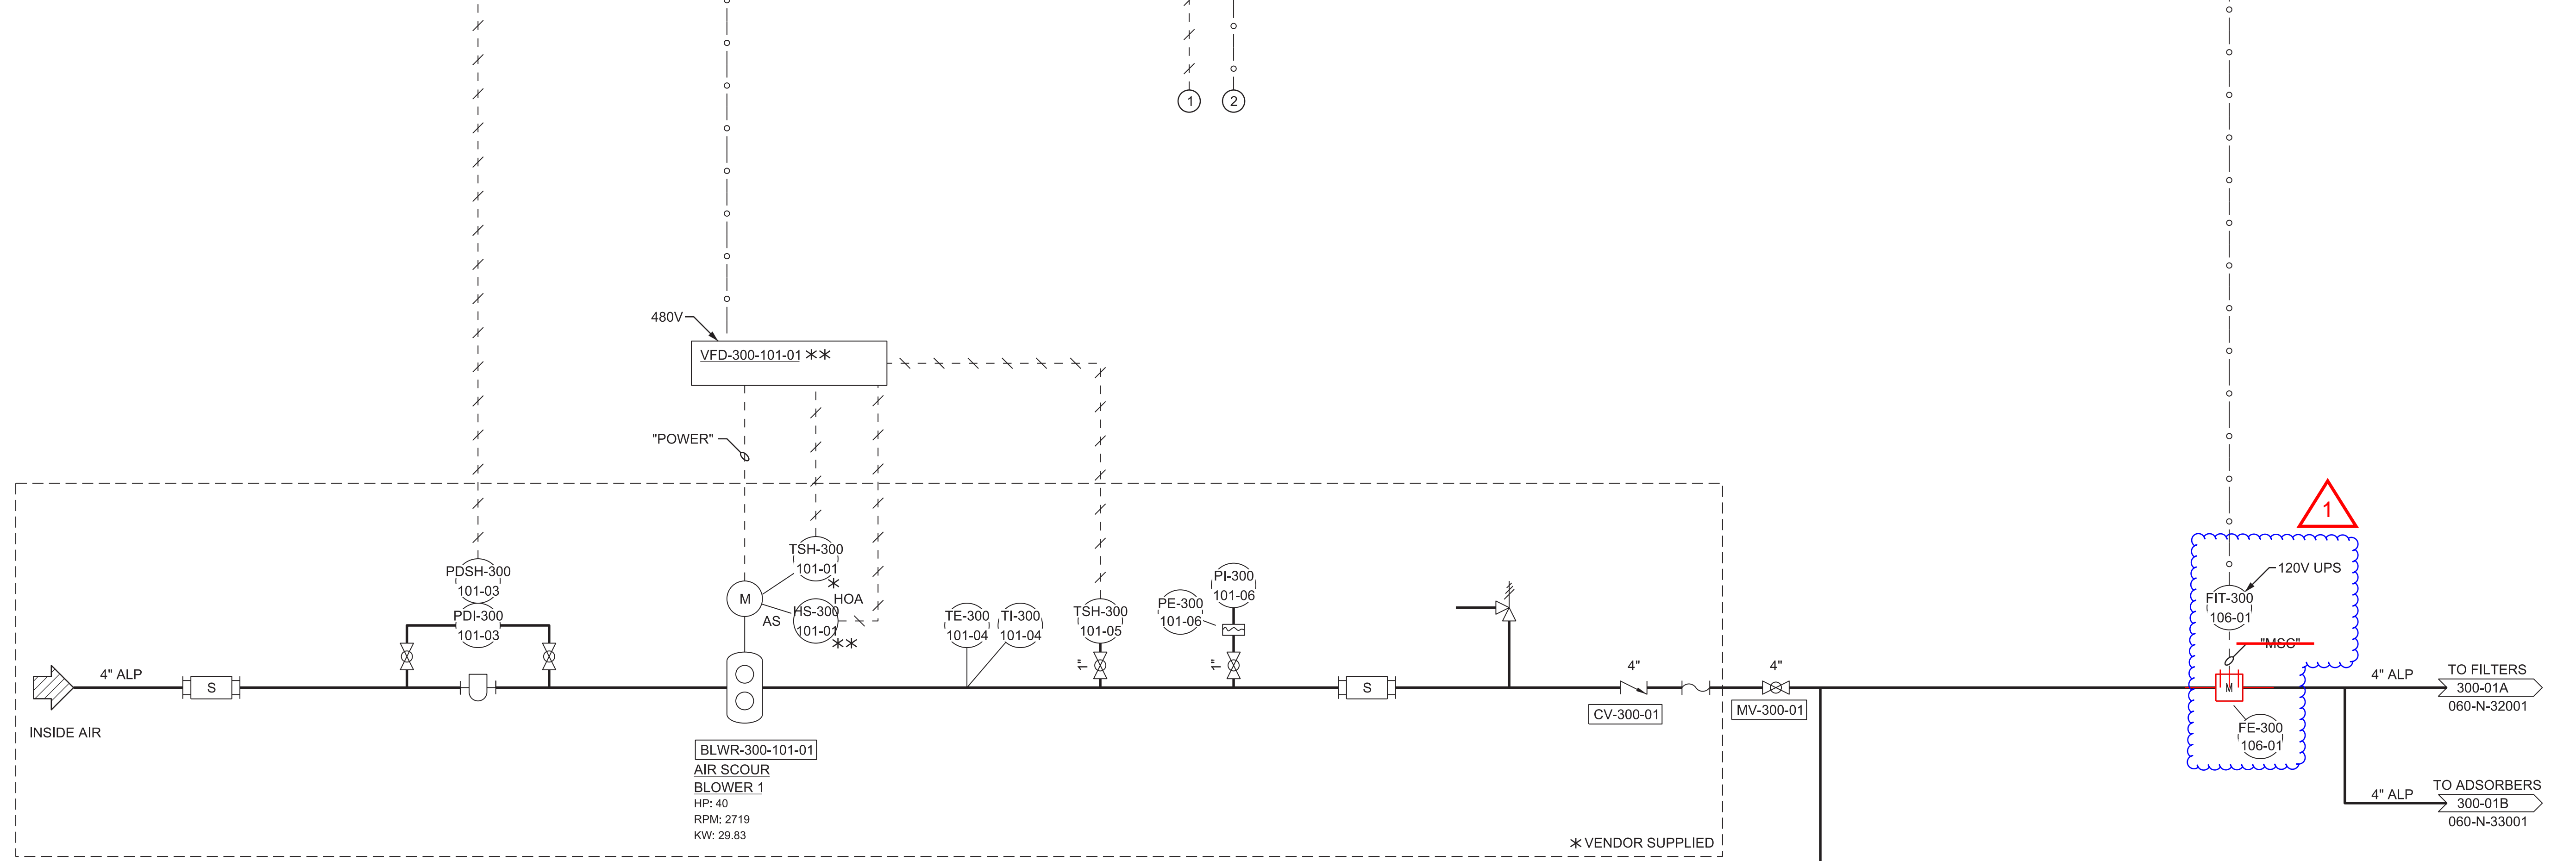 1
2
480V
VFD-300-101-01 **
"POWER"
1
TSH-300
101-01
*
PDSH-300
101-03
PDI-300
101-03
M
HOA
AS
HS-300
101-01
**
TE-300
101-04
TI-300
101-04
TSH-300
101-05
1"
PE-300
101-06
PI-300
101-06
1"
120V UPS
FIT-300
106-01
"MSC"
4" ALP
S
S
4"
4"
M
4" ALP
TO FILTERS
300-01A
060-N-32001
CV-300-01
MV-300-01
FE-300
106-01
INSIDE AIR
BLWR-300-101-01
AIR SCOUR
BLOWER 1
HP: 40
RPM: 2719
KW: 29.83
4" ALP
TO ADSORBERS
300-01B
060-N-33001
* VENDOR SUPPLIED